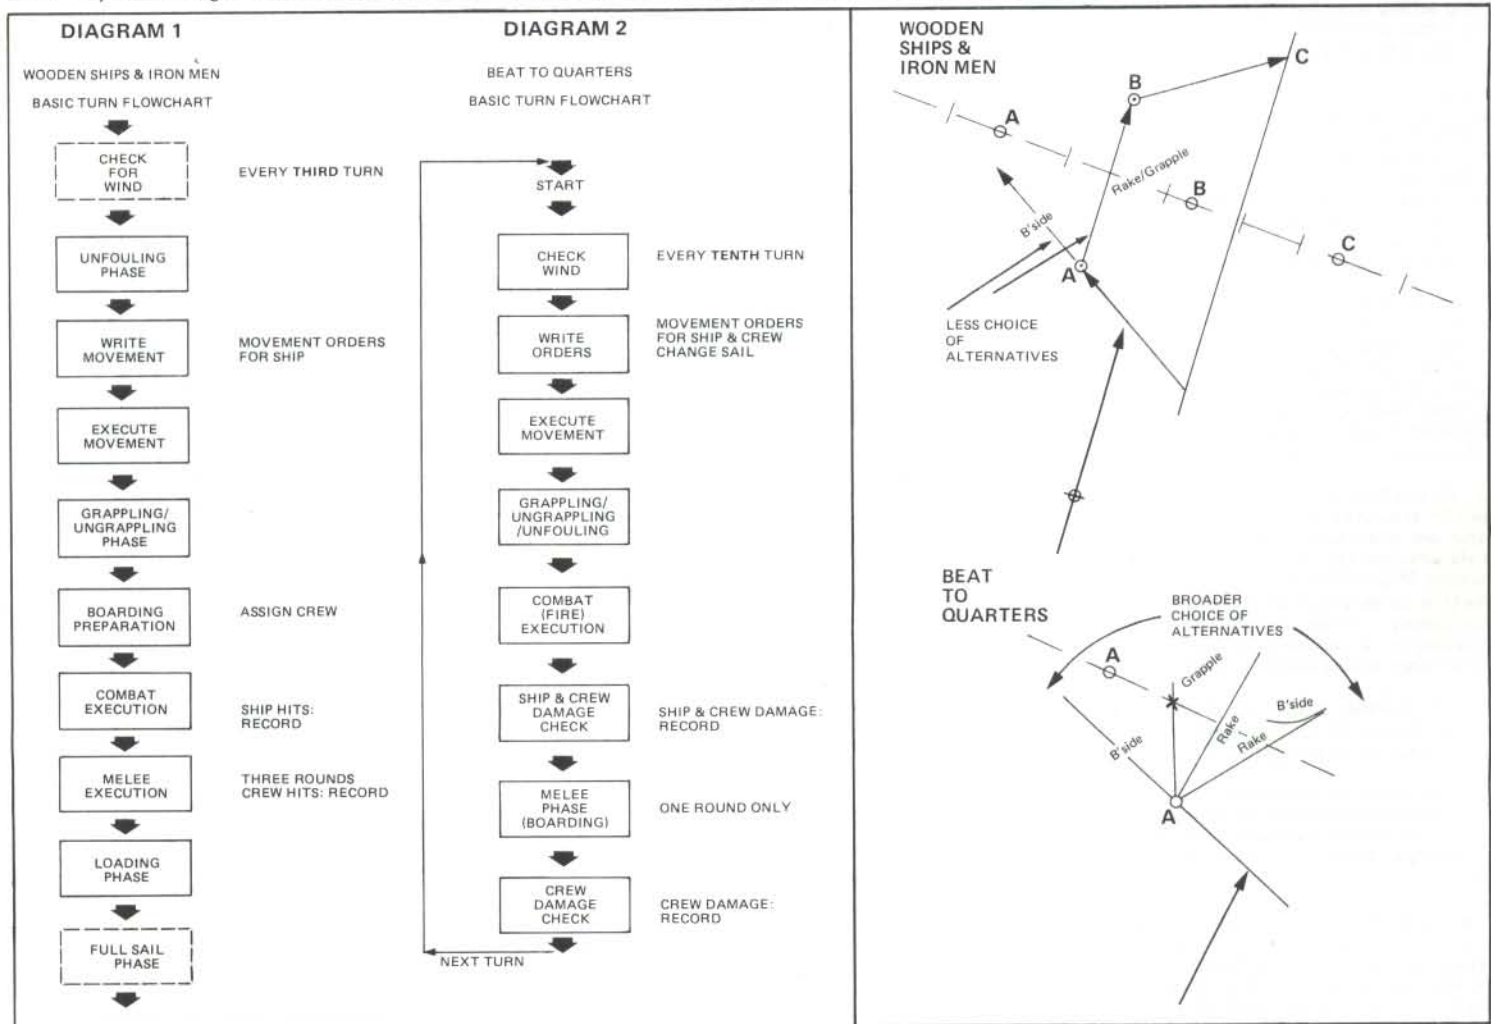 DIAGRAM 1
WOODEN SHIPS & IRON MEN
BASIC TURN FLOWCHART
CHECK
FOR
WIND
EVERY THIRD TURN
UNFOULING
PHASE
WRITE
MOVEMENT
MOVEMENT ORDERS
FOR SHIP
EXECUTE
MOVEMENT
GRAPPLING/
UNGRAPPLING
PHASE
BOARDING
PREPARATION
ASSIGN CREW
COMBAT
EXECUTION
SHIP HITS:
RECORD
MELEE
EXECUTION
THREE ROUNDS
CREW HITS: RECORD
LOADING
PHASE
FULL SAIL
PHASE
DIAGRAM 2
BEAT TO QUARTERS
BASIC TURN FLOWCHART
START
CHECK
WIND
EVERY TENTH TURN
WRITE
ORDERS
MOVEMENT ORDERS
FOR SHIP & CREW
CHANGE SAIL
EXECUTE
MOVEMENT
GRAPPLING/
UNGRAPPLING
/UNFOULING
COMBAT
(FIRE)
EXECUTION
SHIP & CREW
DAMAGE
CHECK
SHIP & CREW DAMAGE:
RECORD
MELEE
PHASE
(BOARDING)
ONE ROUND ONLY
CREW
DAMAGE
CHECK
CREW DAMAGE:
RECORD
NEXT TURN
WOODEN
SHIPS &
IRON MEN
A
B
C
Rake/Grapple
B
B'side
A
C
LESS CHOICE
OF
ALTERNATIVES
BEAT
TO
QUARTERS
BROADER
CHOICE OF
ALTERNATIVES
A
Grapple
B'side
Rake
Rake
B'side
A